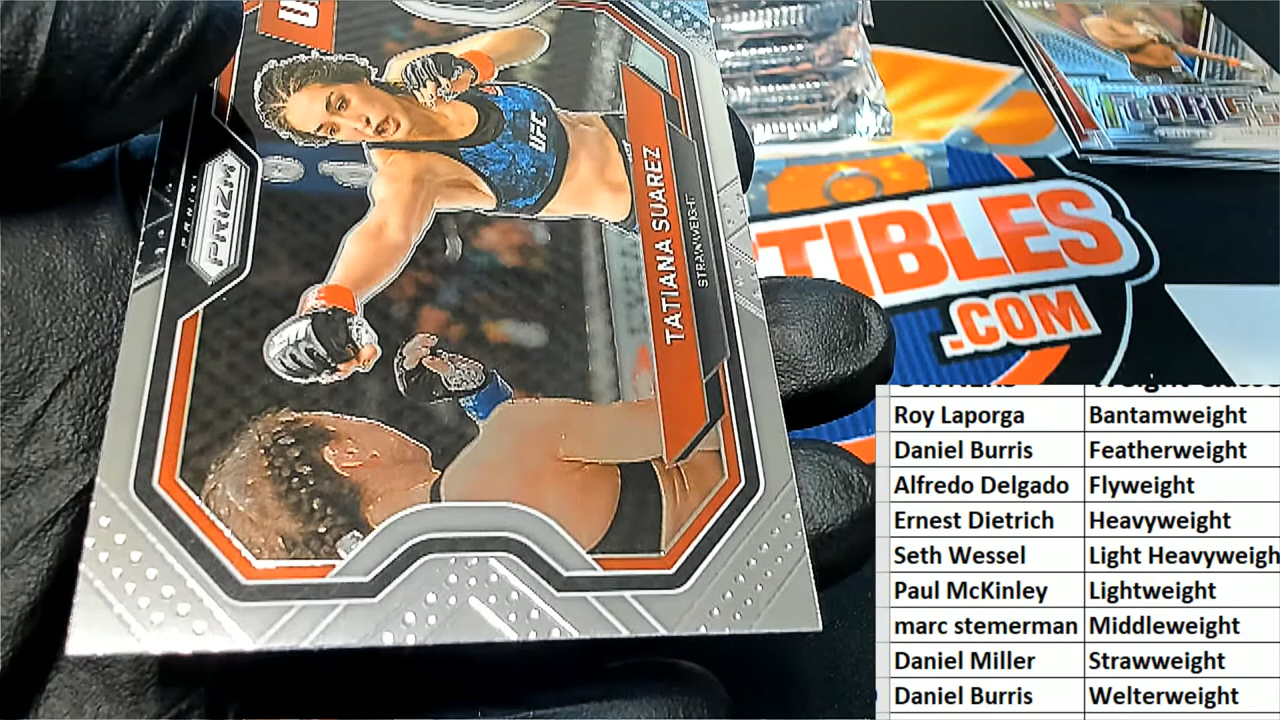 PANINI
PRIZM
UFC
TATIANA SUAREZ
STRAWWEIGHT
TIBLES
.COM
Roy Laporga Bantamweight
Daniel Burris Featherweight
Alfredo Delgado Flyweight
Ernest Dietrich Heavyweight
Seth Wessel Light Heavyweigh
Paul McKinley Lightweight
marc stemerman Middleweight
Daniel Miller Strawweight
Daniel Burris Welterweight